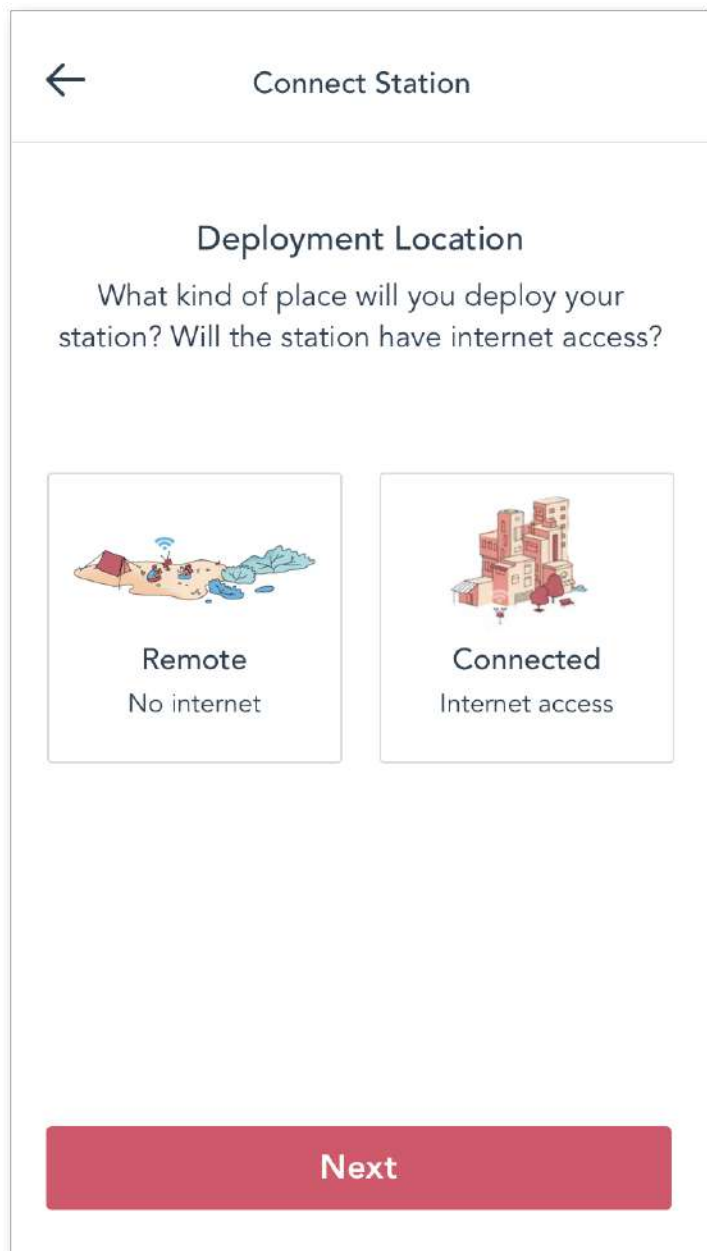 Connect Station
Deployment Location
What kind of place will you deploy your
station? Will the station have internet access?
Remote
No internet
Connected
Internet access
Next